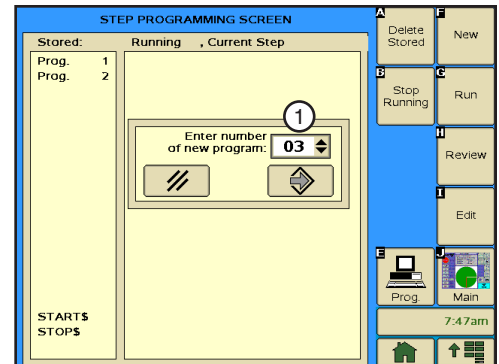 STEP PROGRAMMING SCREEN
Stored:
Running , Current Step
Prog. 1
Prog. 2
1
Enter number
of new program: 03
START$
STOP$
A
Delete
Stored
F
New
B
Stop
Running
G
Run
H
Review
I
Edit
E
Prog.
J
Main
7:47am